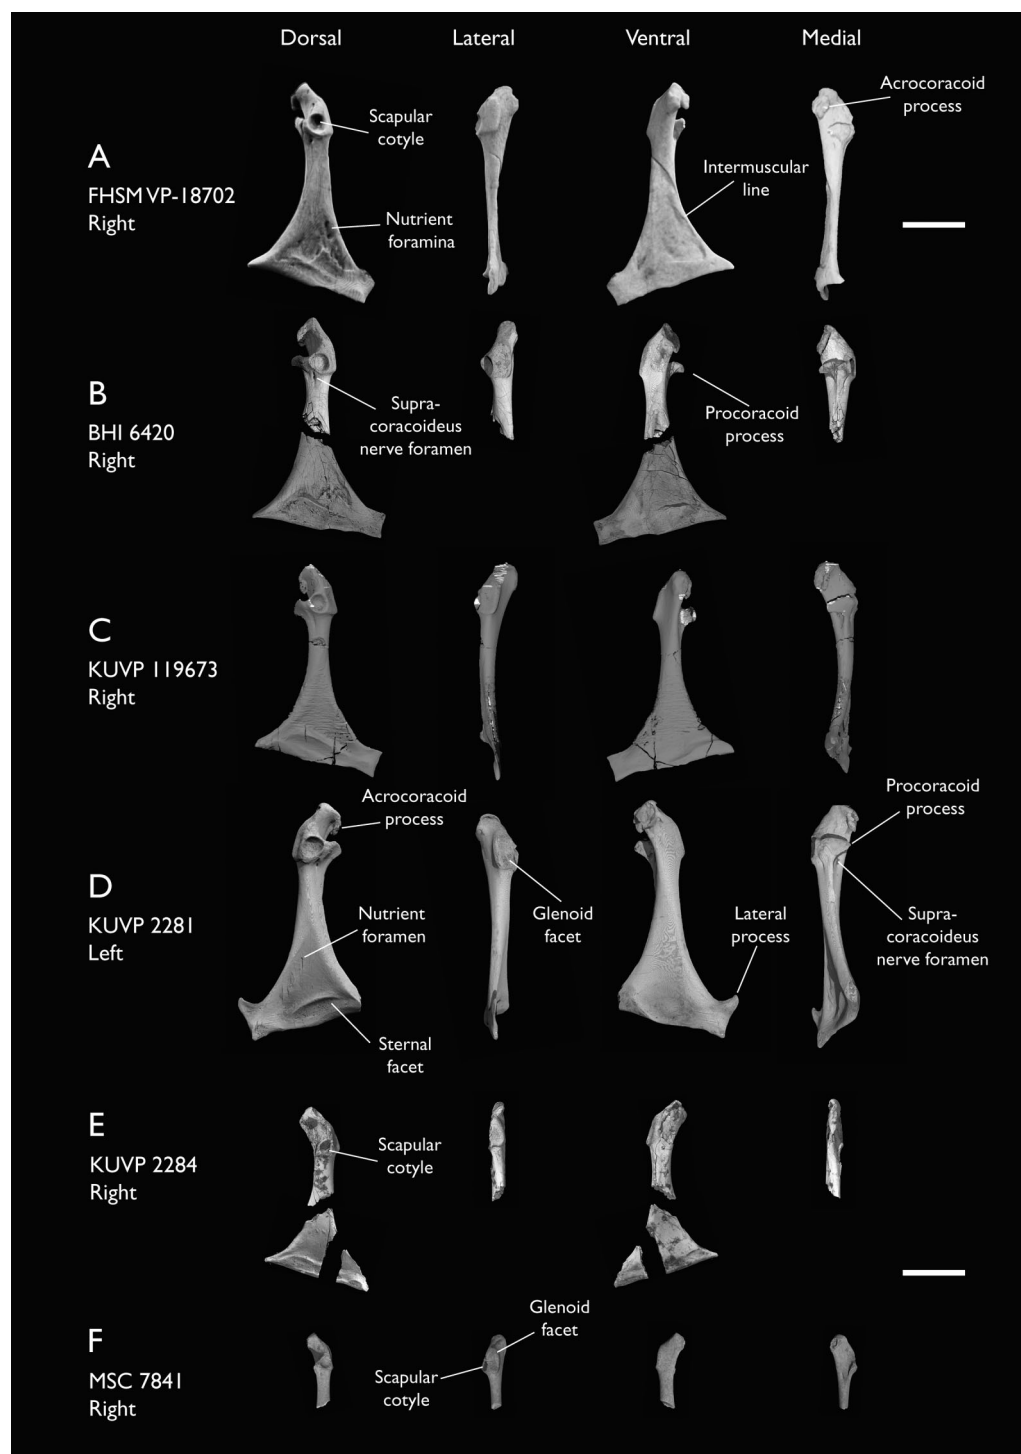 Dorsal Lateral Ventral Medial
Scapular
cotyle
Acrocoracoid
process
A
FHSM VP-18702
Right
Intermuscular
line
Nutrient
foramina
B
BHI 6420
Right
Supra-
coracoideus
nerve foramen
Procoracoid
process
C
KUVP 119673
Right
Acrocoracoid
process
Procoracoid
process
D
KUVP 2281
Left
Nutrient
foramen
Glenoid
facet
Lateral
process
Supra-
coracoideus
nerve foramen
Sternal
facet
E
KUVP 2284
Right
Scapular
cotyle
Glenoid
facet
F
MSC 7841
Right
Scapular
cotyle